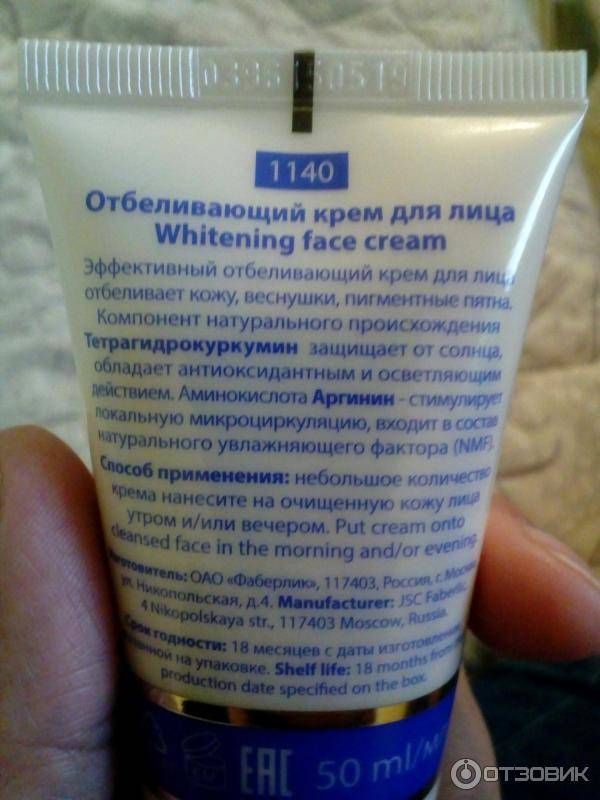 1140
Отбеливающий крем для лица
Whitening face cream
Эффективный отбеливающий крем для лица
отбеливает кожу, веснушки, пигментные пятна.
Компонент натурального происхождения
Тетрагидрокуркумин защищает от солнца,
обладает антиоксидантным и осветляющим
действием. Аминокислота Аргинин - стимулирует
локальную микроциркуляцию, входит в состав
натурального увлажняющего фактора (NMF).
Способ применения: небольшое количество
крема нанесите на очищенную кожу лица
утром и/или вечером. Put cream onto
cleansed face in the morning and/or evening.
Изготовитель: ОАО «Фаберлик», 117403, Россия, г. Москва,
ул. Никопольская, д.4. Manufacturer: JSC Faberlic,
4 Nikopolskaya str., 117403 Moscow, Russia.
Срок годности: 18 месяцев с даты изготовления,
на упаковке. Shelf life: 18 months from the
production date specified on the box.
EAC 50 ml/мл
ОТЗОВИК